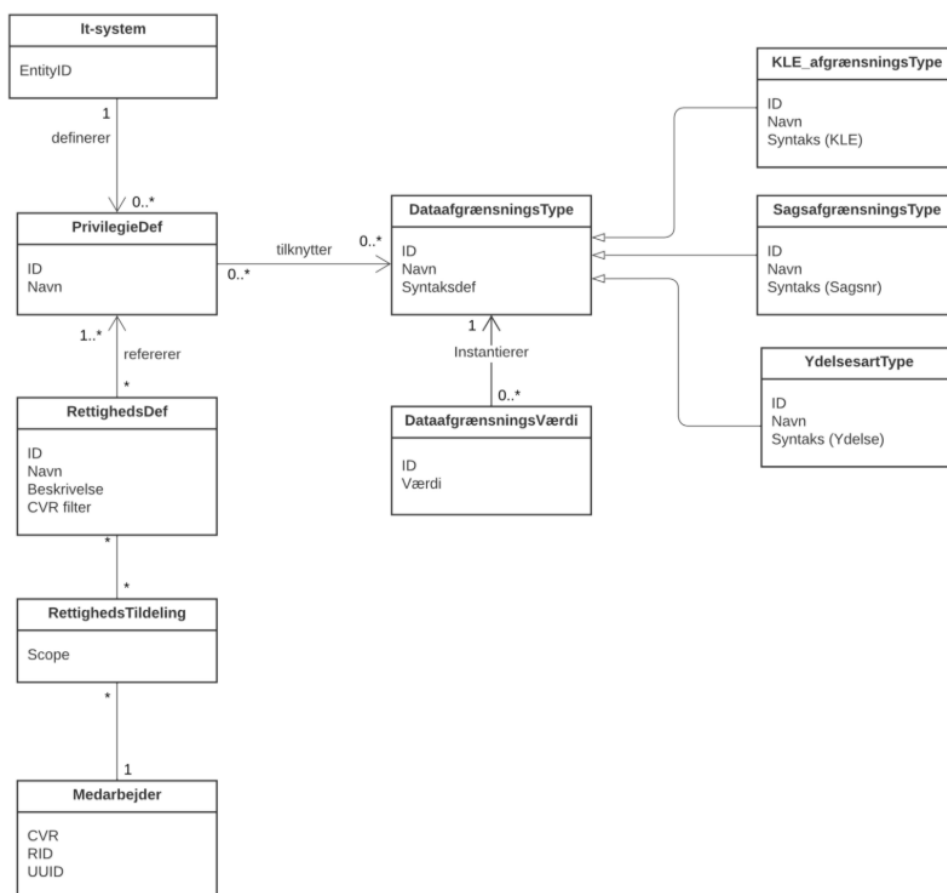 It-system
EntityID
1
definerer
0..*
PrivilegieDef
ID
Navn
tilknytter
0..*
0..*
DataafgrænsningsType
ID
Navn
Syntaksdef
KLE_afgrænsningsType
ID
Navn
Syntaks (KLE)
SagsafgrænsningsType
ID
Navn
Syntaks (Sagsnr)
YdelsesartType
ID
Navn
Syntaks (Ydelse)
1
Instantierer
0..*
DataafgrænsningsVærdi
ID
Værdi
1..*
refererer
*
RettighedsDef
ID
Navn
Beskrivelse
CVR filter
*
*
RettighedsTildeling
Scope
*
1
Medarbejder
CVR
RID
UUID